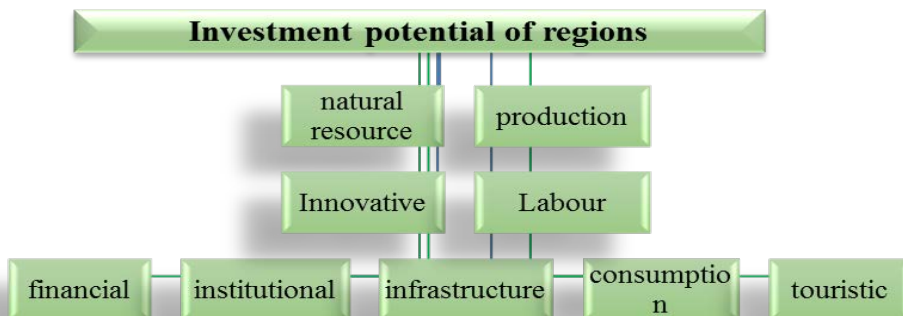 Investment potential of regions
natural
resource
production
Innovative
Labour
financial
institutional
infrastructure
consumptio
n
touristic